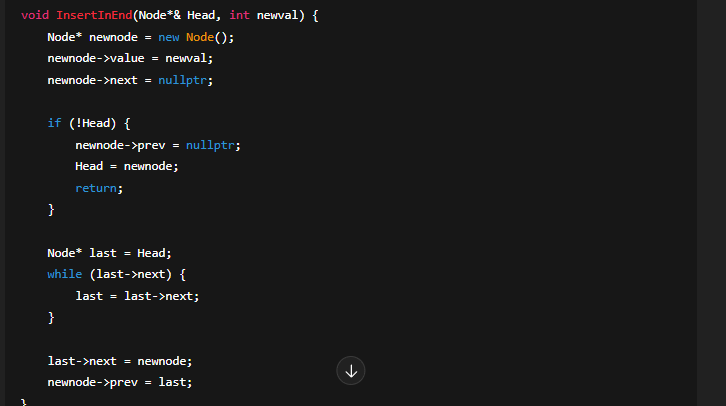 void InsertInEnd(Node*& Head, int newval) {
    Node* newnode = new Node();
    newnode->value = newval;
    newnode->next = nullptr;

    if (!Head) {
        newnode->prev = nullptr;
        Head = newnode;
        return;
    }

    Node* last = Head;
    while (last->next) {
        last = last->next;
    }

    last->next = newnode;
    newnode->prev = last;
}